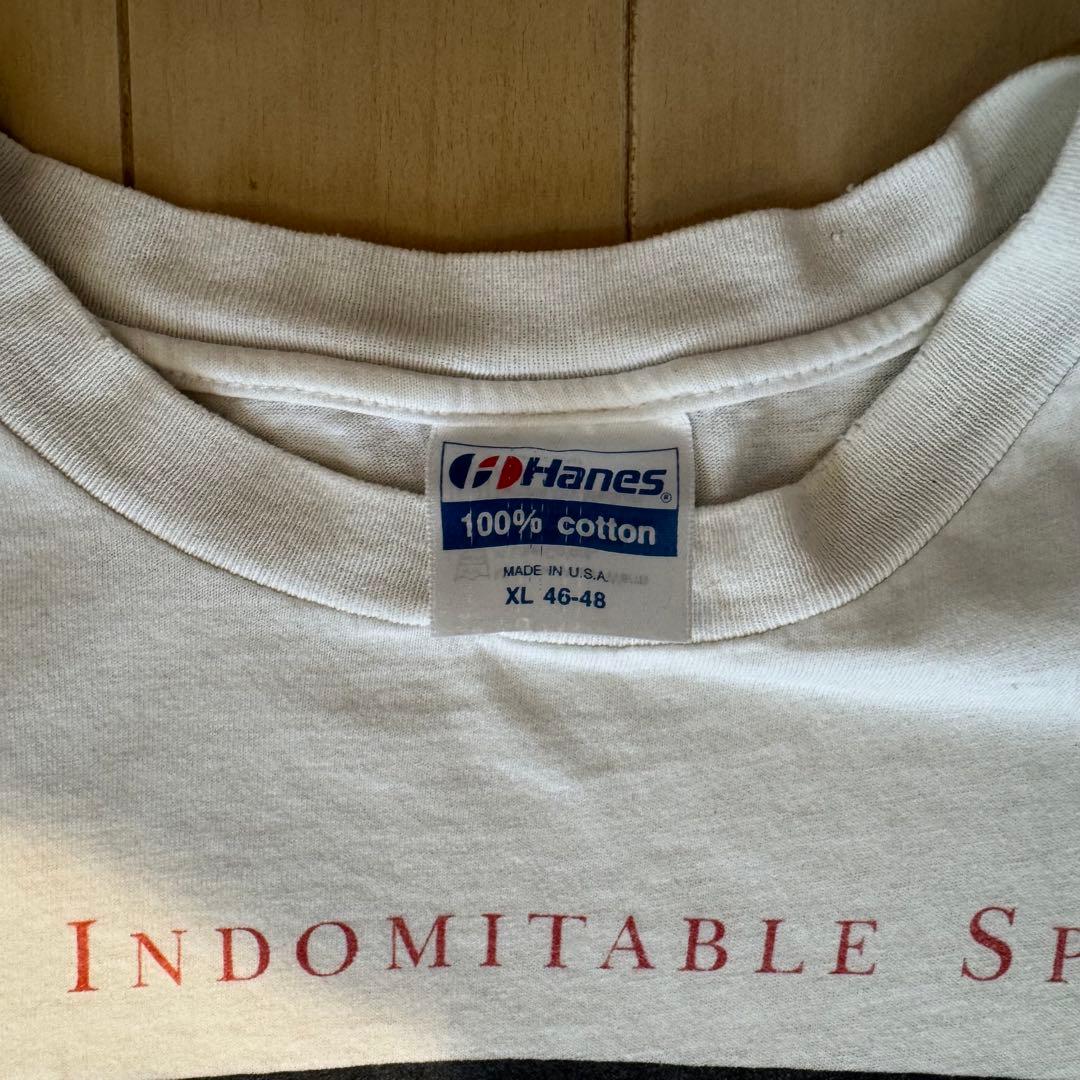 Hanes®
100% cotton
MADE IN U.S.A.
XL 46-48
INDOMITABLE SP